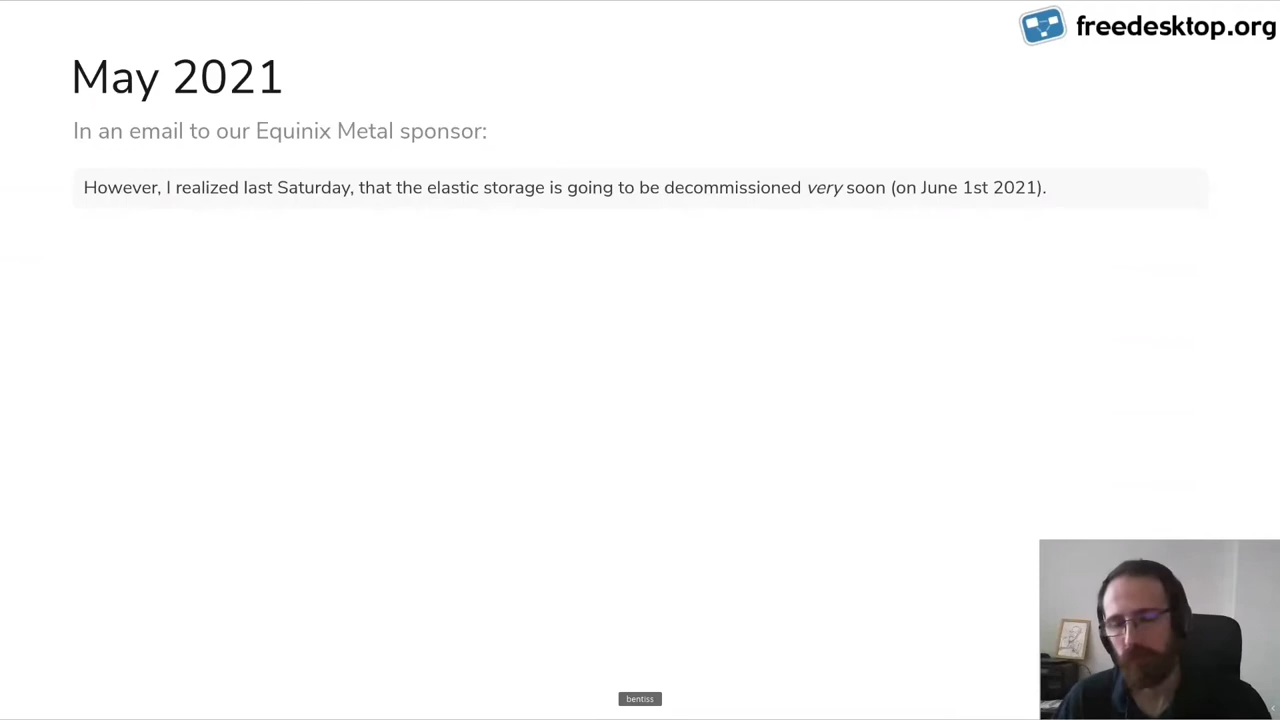 freedesktop.org
May 2021
In an email to our Equinix Metal sponsor:
However, I realized last Saturday, that the elastic storage is going to be decommissioned very soon (on June 1st 2021).
bentiss